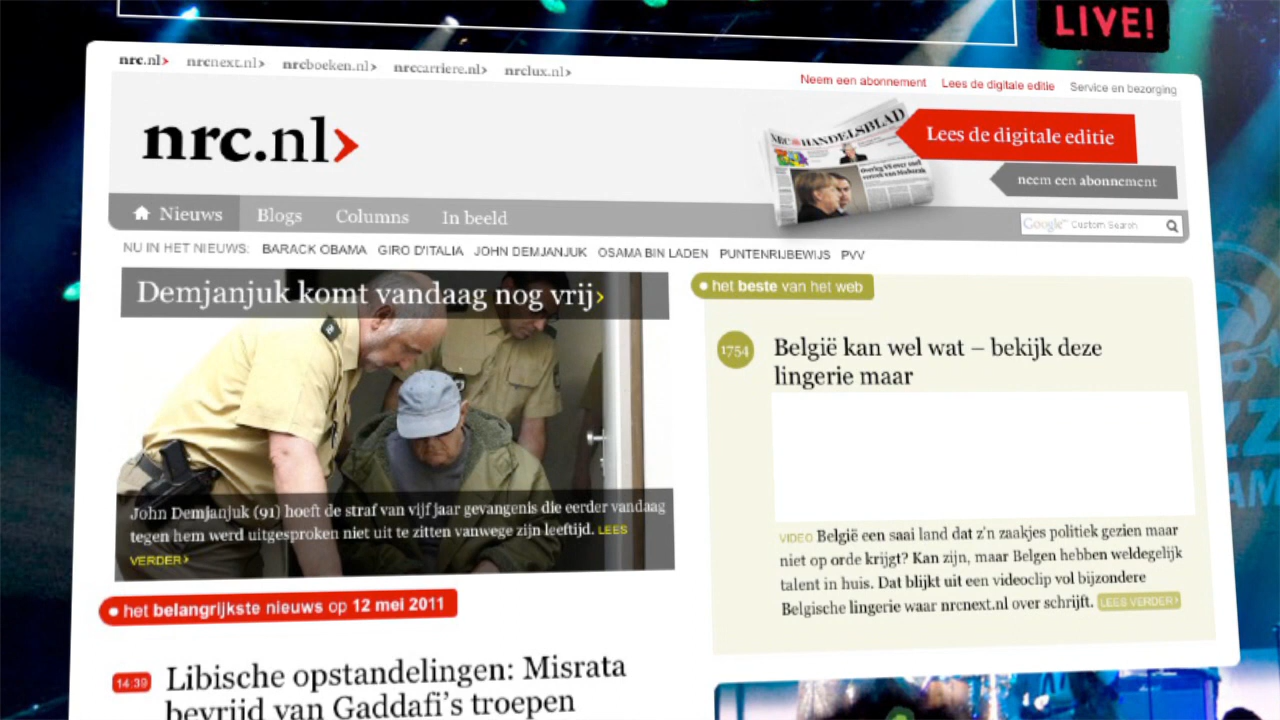 LIVE!
nrc.nl> nrcnext.nl> nrcboeken.nl> nrccarriere.nl> nrclux.nl>
Neem een abonnement Lees de digitale editie Service en bezorging
nrc.nl>
NRC HANDELSBLAD
Lees de digitale editie
neem een abonnement
Nieuws Blogs Columns In beeld
Google™ Custom Search
NU IN HET NIEUWS: BARACK OBAMA GIRO D'ITALIA JOHN DEMJANJUK OSAMA BIN LADEN PUNTENRIJBEWIJS PVV
Demjanjuk komt vandaag nog vrij>
John Demjanjuk (91) hoeft de straf van vijf jaar gevangenis die eerder vandaag
tegen hem werd uitgesproken niet uit te zitten vanwege zijn leeftijd. LEES
VERDER>
het belangrijkste nieuws op 12 mei 2011
14:39 Libische opstandelingen: Misrata
bevrijd van Gaddafi's troepen
het beste van het web
1754 België kan wel wat – bekijk deze
lingerie maar
VIDEO België een saai land dat z'n zaakjes politiek gezien maar
niet op orde krijgt? Kan zijn, maar Belgen hebben weldegelijk
talent in huis. Dat blijkt uit een videoclip vol bijzondere
Belgische lingerie waar nrcnext.nl over schrijft. LEES VERDER>